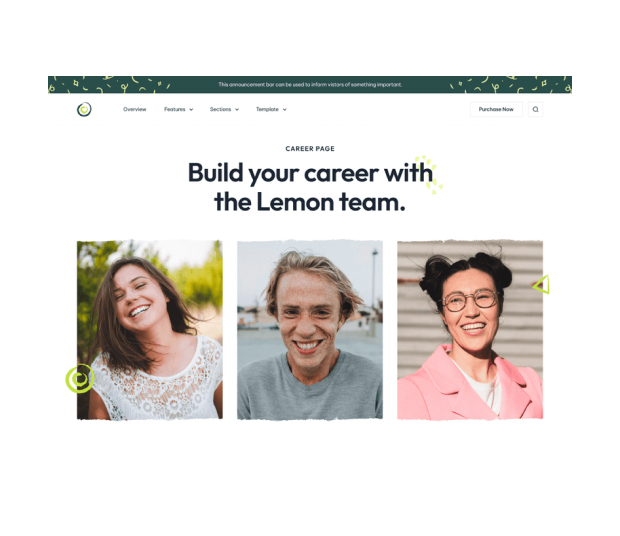 This announcement bar can be used to inform vistors of something important.
Overview Features Sections Template Purchase Now
CAREER PAGE
Build your career with
the Lemon team.